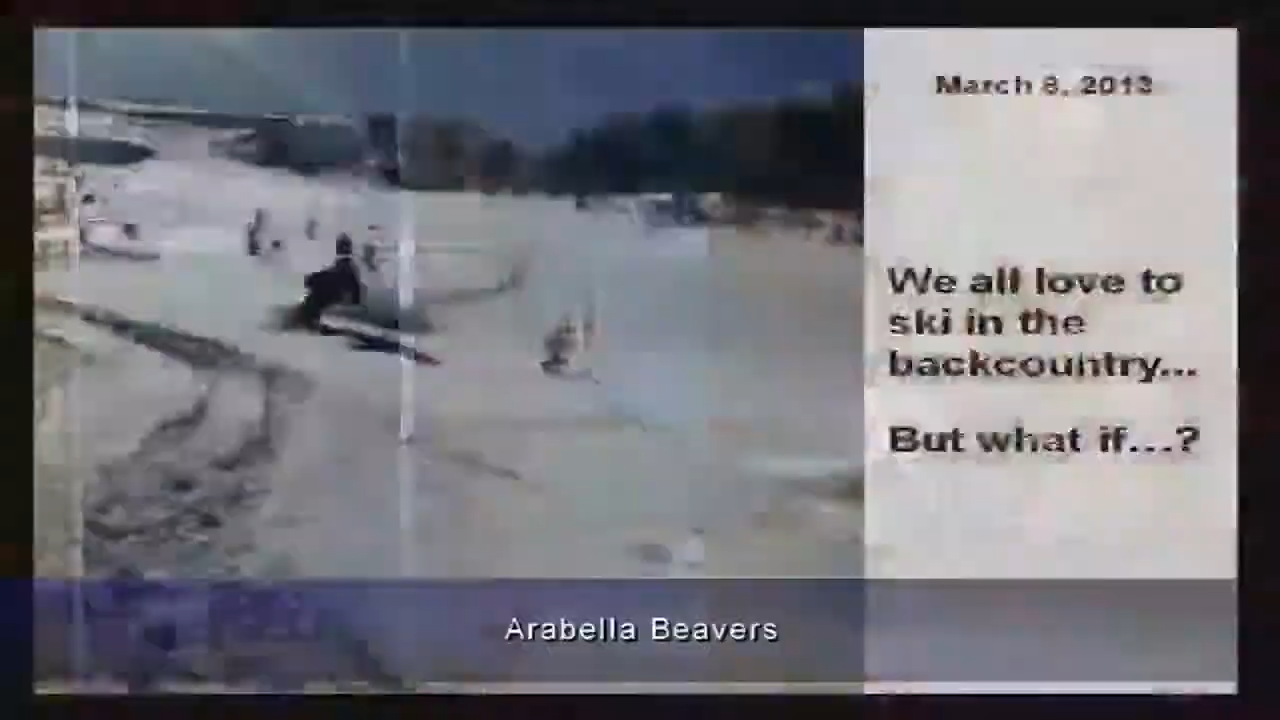 March 8, 2013
We all love to
ski in the
backcountry...
But what if...?
Arabella Beavers